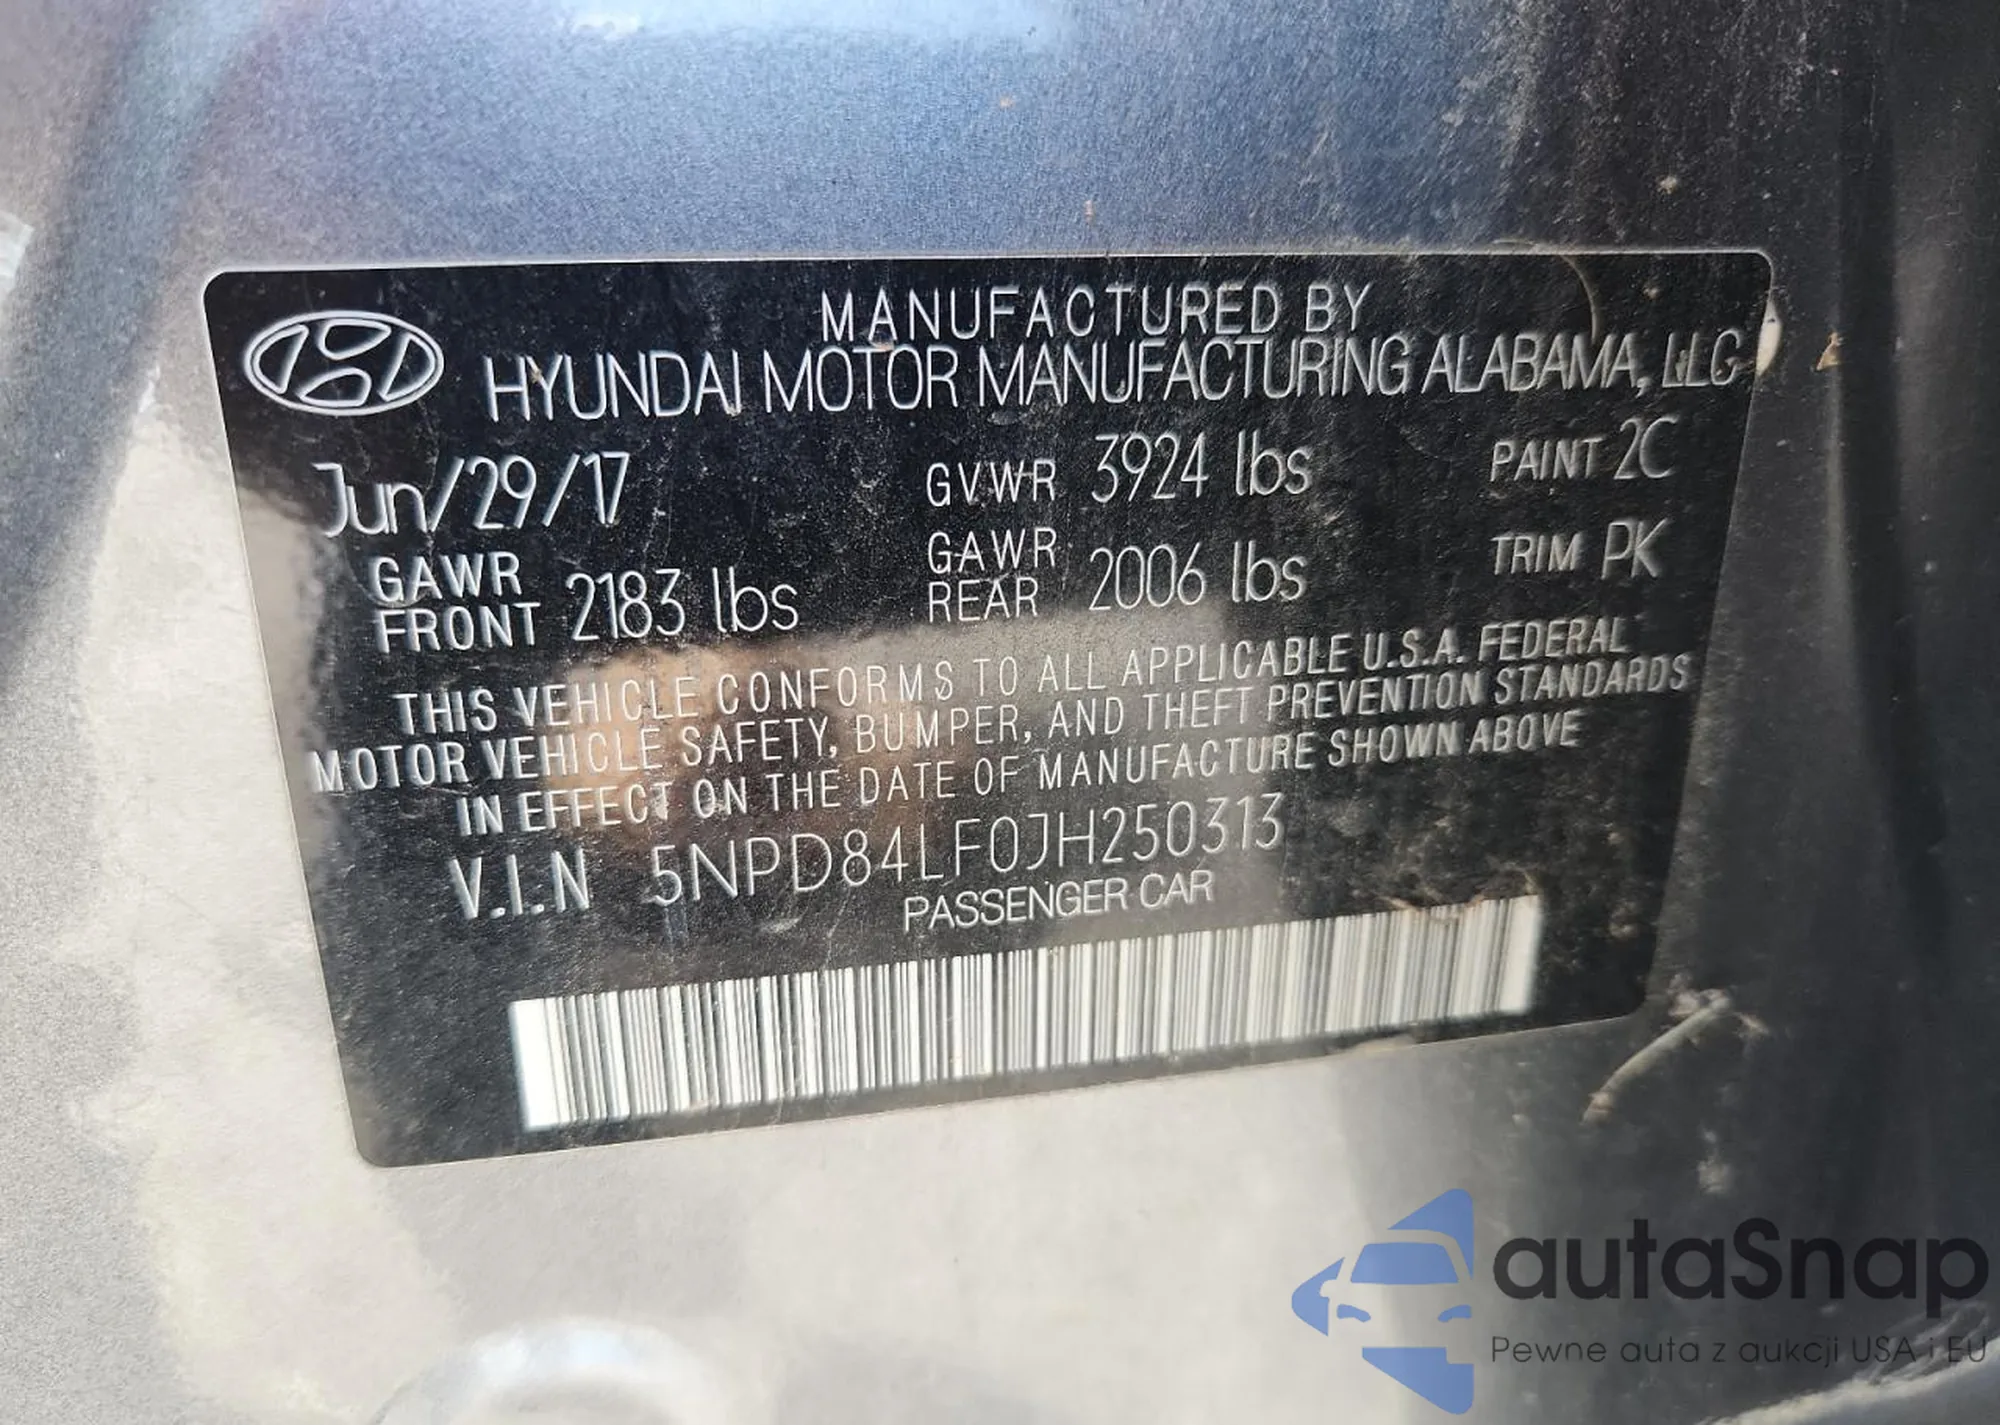 MANUFACTURED BY
HYUNDAI MOTOR MANUFACTURING ALABAMA, LLC
Jun/29/17 GVWR 3924 lbs PAINT 2C
GAWR FRONT 2183 lbs GAWR REAR 2006 lbs TRIM PK
THIS VEHICLE CONFORMS TO ALL APPLICABLE U.S.A. FEDERAL
MOTOR VEHICLE SAFETY, BUMPER, AND THEFT PREVENTION STANDARDS
IN EFFECT ON THE DATE OF MANUFACTURE SHOWN ABOVE
V.I.N 5NPD84LF0JH250313
PASSENGER CAR
autaSnap
Pewne auta z aukcji USA i EU